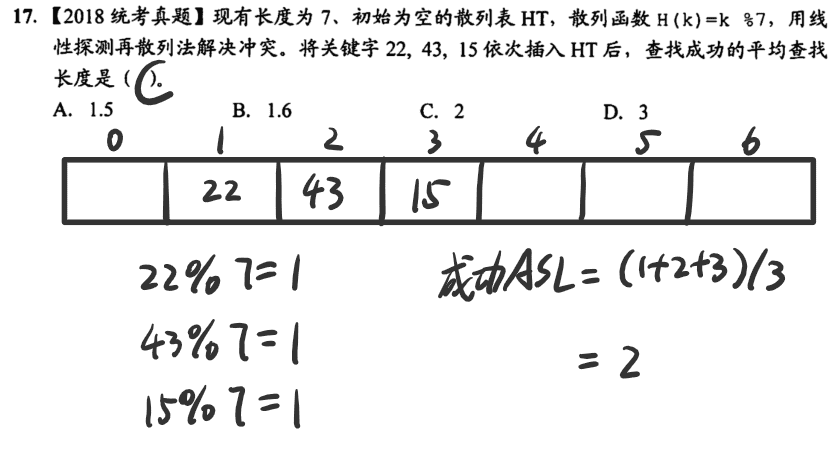 17. 【2018 统考真题】现有长度为 7、初始为空的散列表 HT，散列函数 H(k)=k %7，用线
性探测再散列法解决冲突。将关键字 22, 43, 15 依次插入 HT 后，查找成功的平均查找
长度是（ C ）。
A. 1.5 B. 1.6 C. 2 D. 3
0 1 2 3 4 5 6
22 43 15
22%7=1 成功ASL=(1+2+3)/3
43%7=1 =2
15%7=1